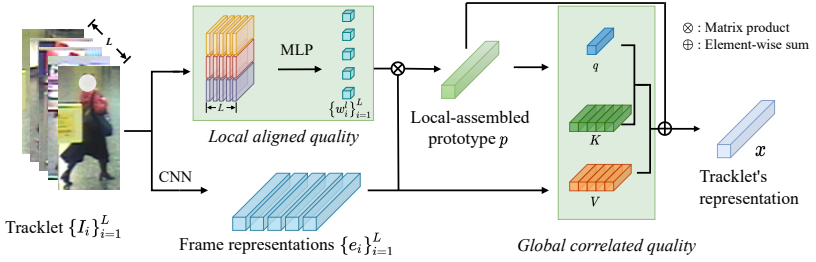 L
MLP
L
{w_i^l}_{i=1}^L
Local aligned quality
CNN
Tracklet {I_i}_{i=1}^L
Frame representations {e_i}_{i=1}^L
Local-assembled
prototype p
q
K
V
Global correlated quality
⊗ : Matrix product
⊕ : Element-wise sum
x
Tracklet's
representation